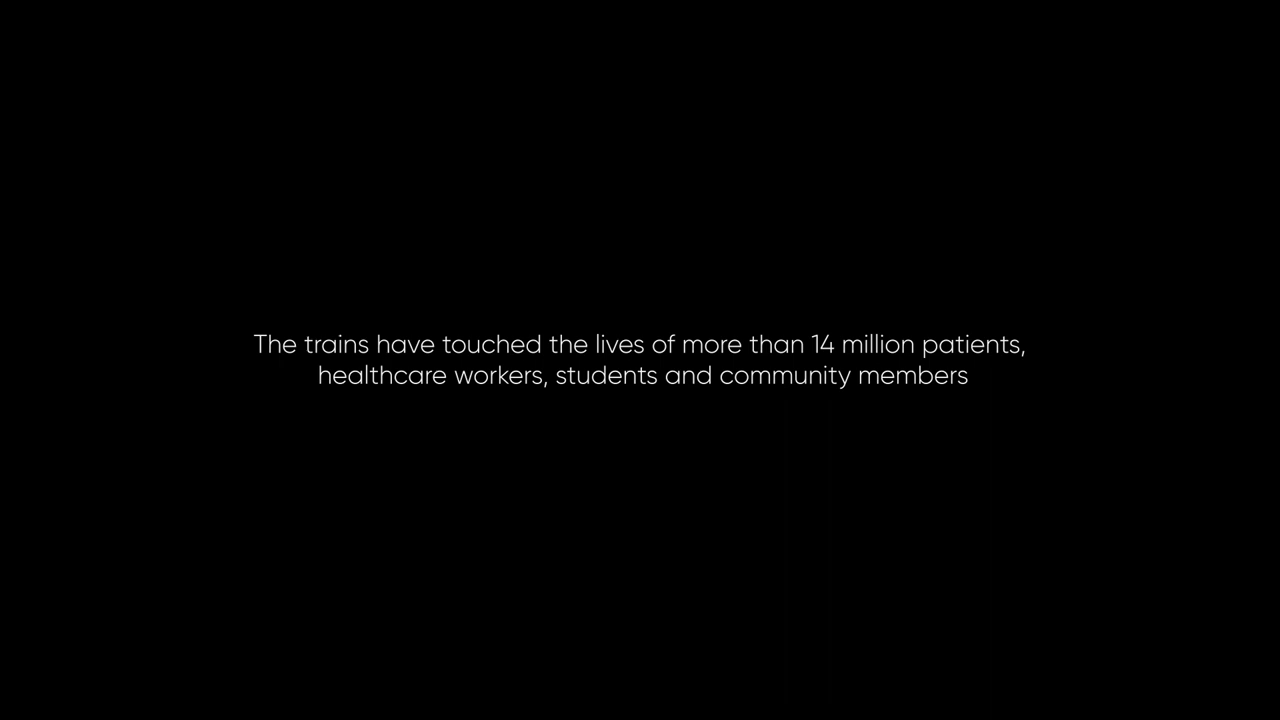 The trains have touched the lives of more than 14 million patients,
healthcare workers, students and community members